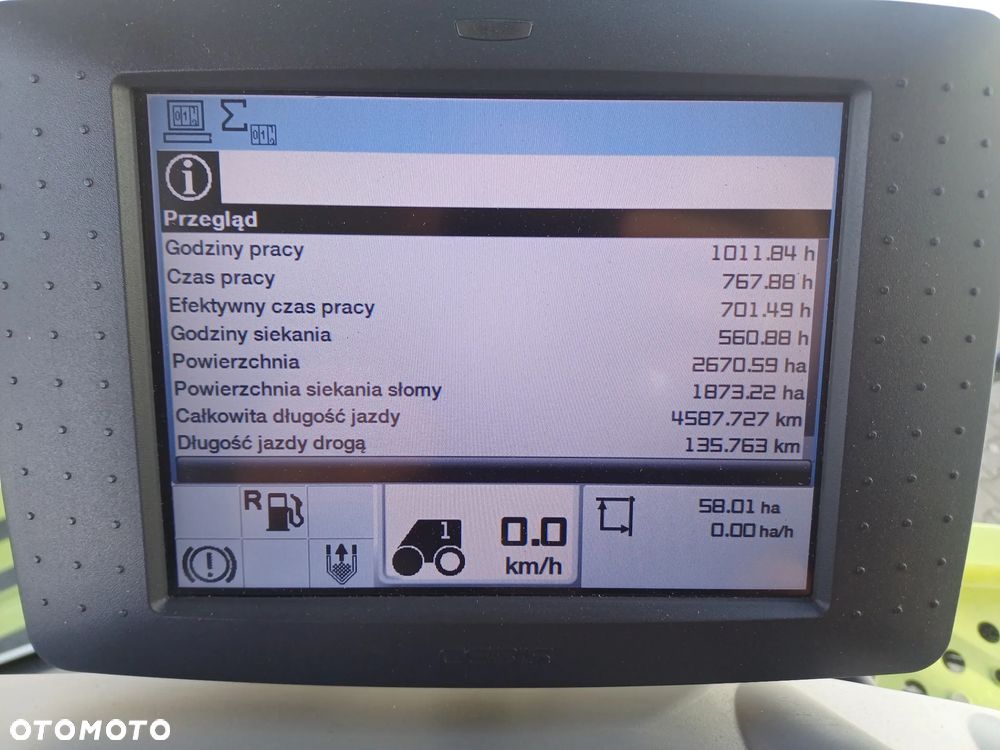 Przegląd
Godziny pracy 1011.84 h
Czas pracy 767.88 h
Efektywny czas pracy 701.49 h
Godziny siekania 560.88 h
Powierzchnia 2670.59 ha
Powierzchnia siekania słomy 1873.22 ha
Całkowita długość jazdy 4587.727 km
Długość jazdy drogą 135.763 km
R
1
0.0
km/h
58.01 ha
0.00 ha/h
OTOMOTO